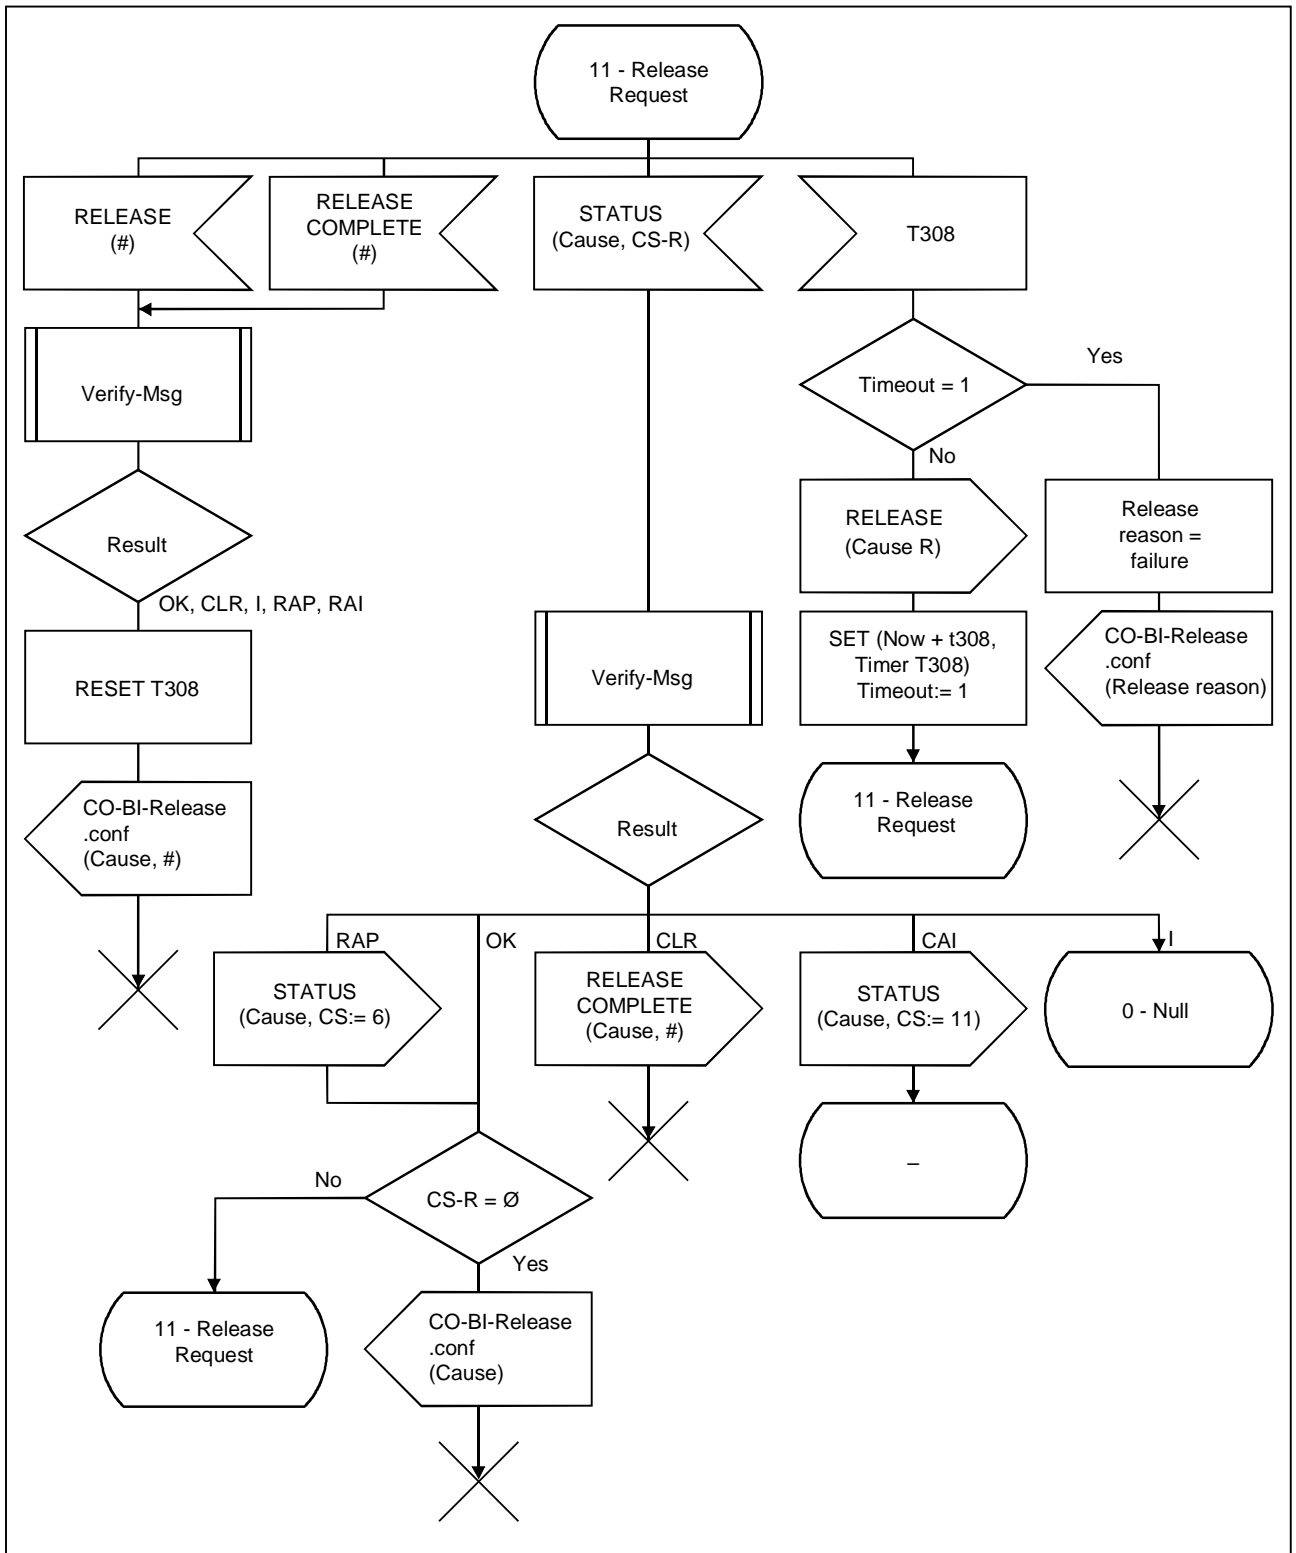 11 - Release
Request
RELEASE
(#)
RELEASE
COMPLETE
(#)
STATUS
(Cause, CS-R)
T308
Verify-Msg
Timeout = 1
Yes
No
Result
OK, CLR, I, RAP, RAI
RELEASE
(Cause R)
Release
reason =
failure
RESET T308
Verify-Msg
SET (Now + t308,
Timer T308)
Timeout:= 1
CO-BI-Release
.conf
(Release reason)
CO-BI-Release
.conf
(Cause, #)
Result
11 - Release
Request
RAP
OK
CLR
CAI
I
STATUS
(Cause, CS:= 6)
RELEASE
COMPLETE
(Cause, #)
STATUS
(Cause, CS:= 11)
0 - Null
–
No
CS-R = Ø
Yes
11 - Release
Request
CO-BI-Release
.conf
(Cause)